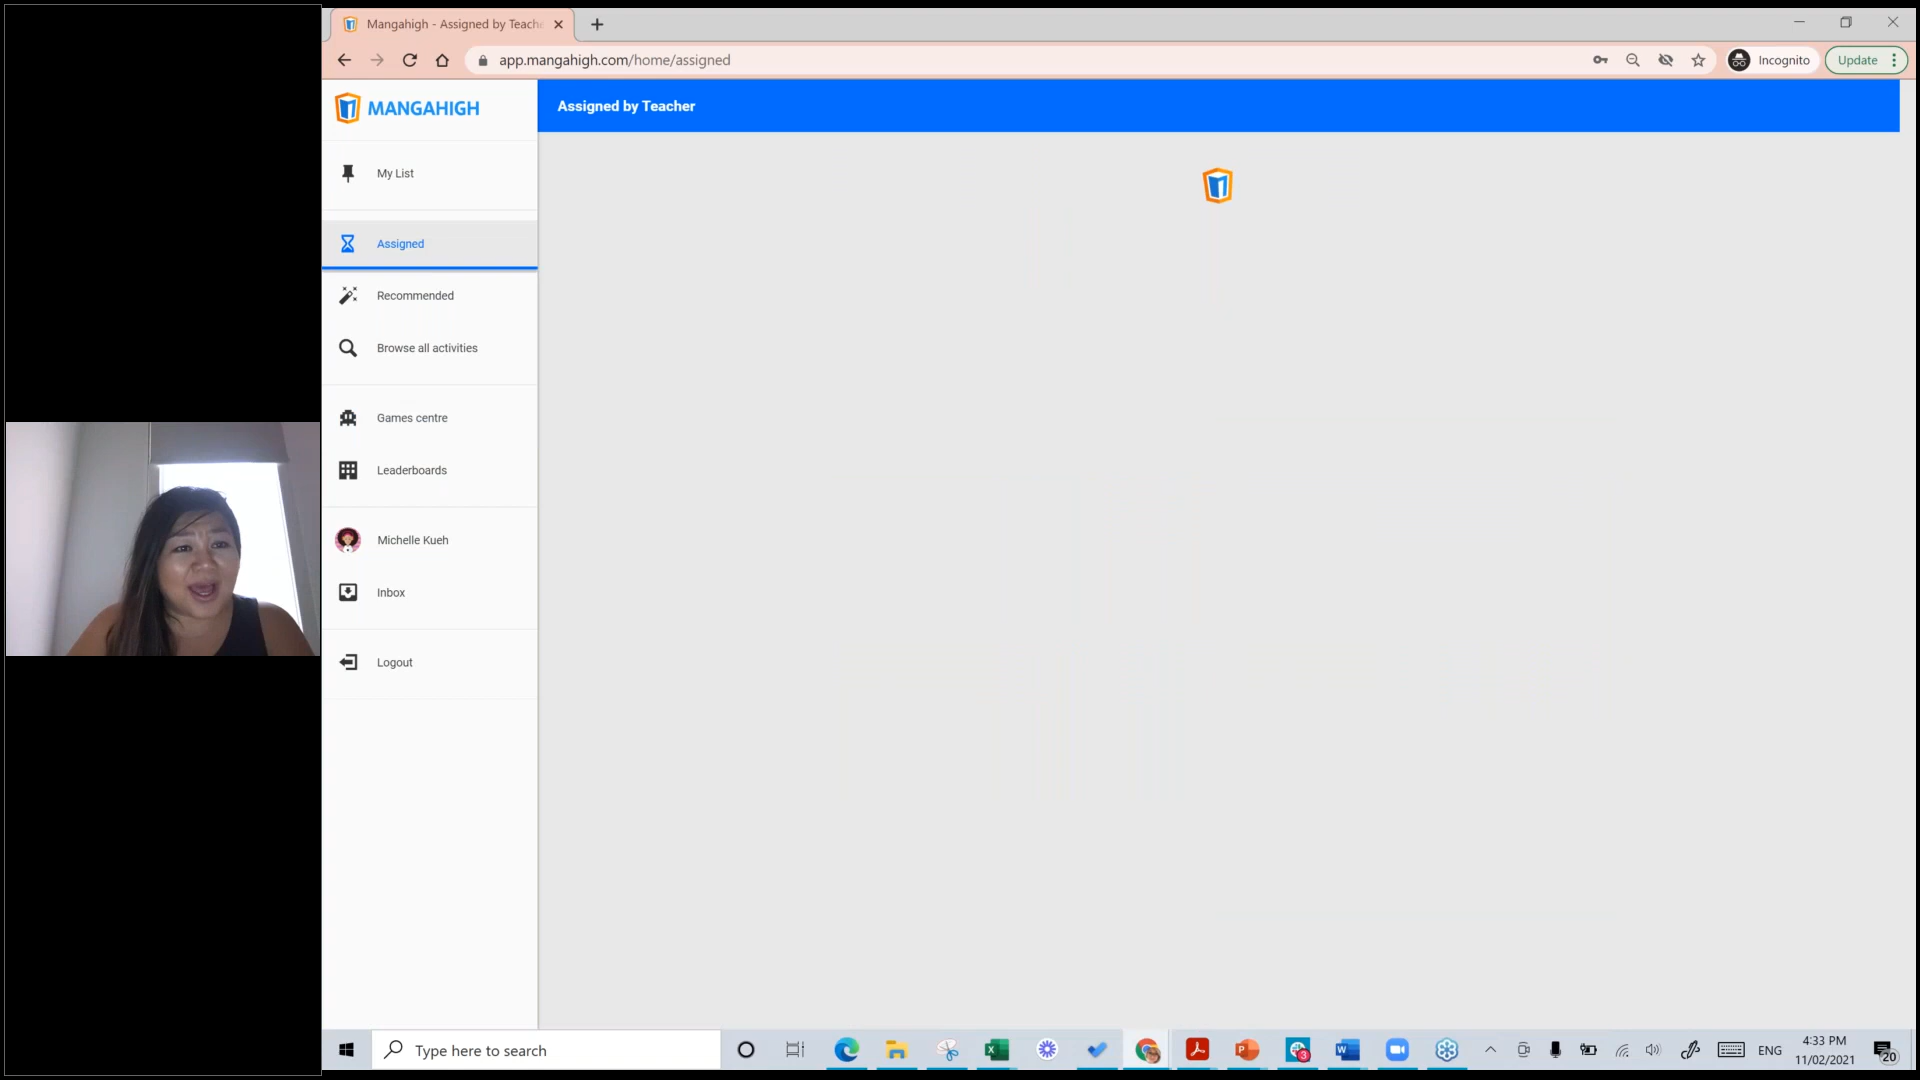 Mangahigh - Assigned by Teache
app.mangahigh.com/home/assigned
Incognito
Update
MANGAHIGH
Assigned by Teacher
My List
Assigned
Recommended
Browse all activities
Games centre
Leaderboards
Michelle Kueh
Inbox
Logout
Type here to search
3
ENG
4:33 PM
11/02/2021
20